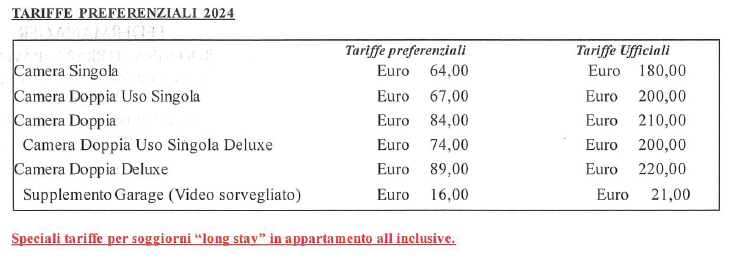 TARIFFE PREFERENZIALI 2024
Tariffe preferenziali Tariffe Ufficiali
Camera Singola Euro 64,00 Euro 180,00
Camera Doppia Uso Singola Euro 67,00 Euro 200,00
Camera Doppia Euro 84,00 Euro 210,00
Camera Doppia Uso Singola Deluxe Euro 74,00 Euro 200,00
Camera Doppia Deluxe Euro 89,00 Euro 220,00
Supplemento Garage (Video sorvegliato) Euro 16,00 Euro 21,00
Speciali tariffe per soggiorni “long stay” in appartamento all inclusive.